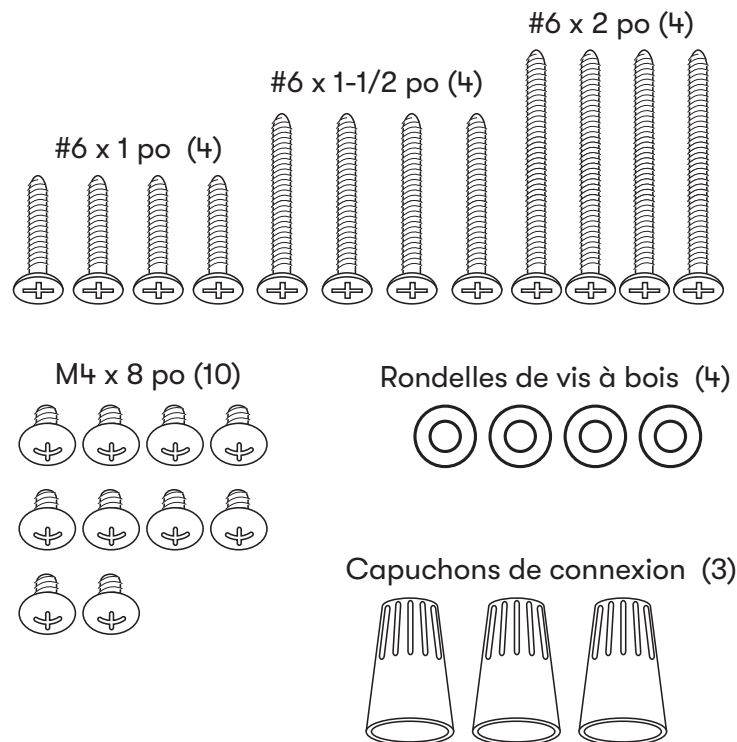 #6 x 2 po (4)
#6 x 1-1/2 po (4)
#6 x 1 po (4)
M4 x 8 po (10)
Rondelles de vis à bois (4)
Capuchons de connexion (3)